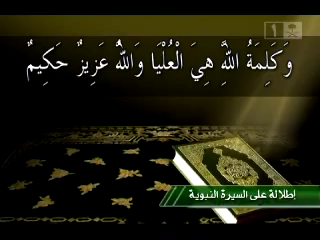 وَكَلِمَةُ اللَّهِ هِيَ الْعُلْيَا وَاللَّهُ عَزِيزٌ حَكِيمٌ
إطلالة على السيرة النبوية